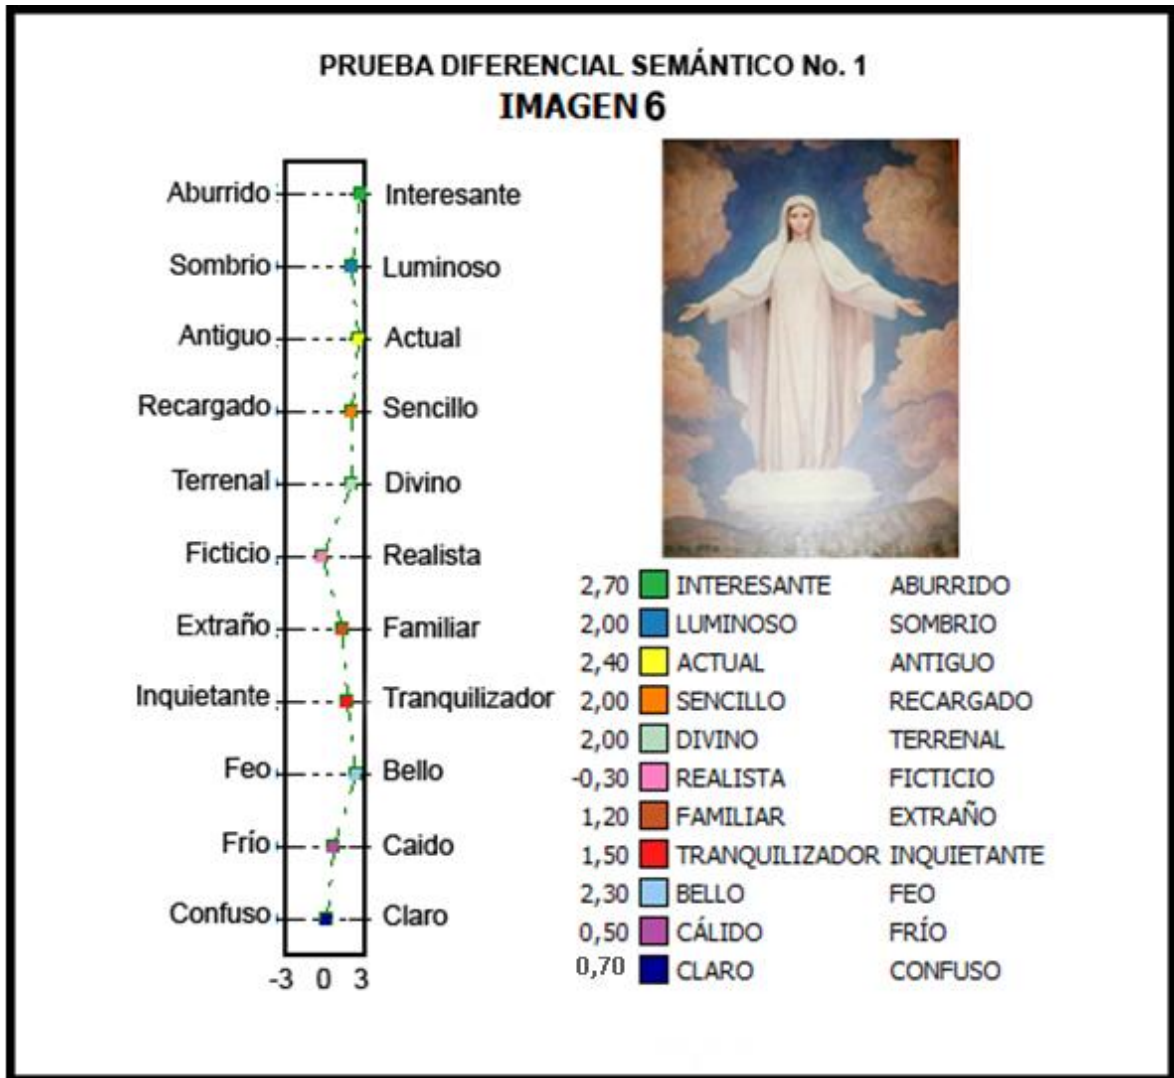 PRUEBA DIFERENCIAL SEMÁNTICO No. 1
IMAGEN 6
Aburrido Interesante
Sombrio Luminoso
Antiguo Actual
Recargado Sencillo
Terrenal Divino
Ficticio Realista
Extraño Familiar
Inquietante Tranquilizador
Feo Bello
Frío Caido
Confuso Claro
-3 0 3
2,70 INTERESANTE ABURRIDO
2,00 LUMINOSO SOMBRIO
2,40 ACTUAL ANTIGUO
2,00 SENCILLO RECARGADO
2,00 DIVINO TERRENAL
-0,30 REALISTA FICTICIO
1,20 FAMILIAR EXTRAÑO
1,50 TRANQUILIZADOR INQUIETANTE
2,30 BELLO FEO
0,50 CÁLIDO FRÍO
0,70 CLARO CONFUSO